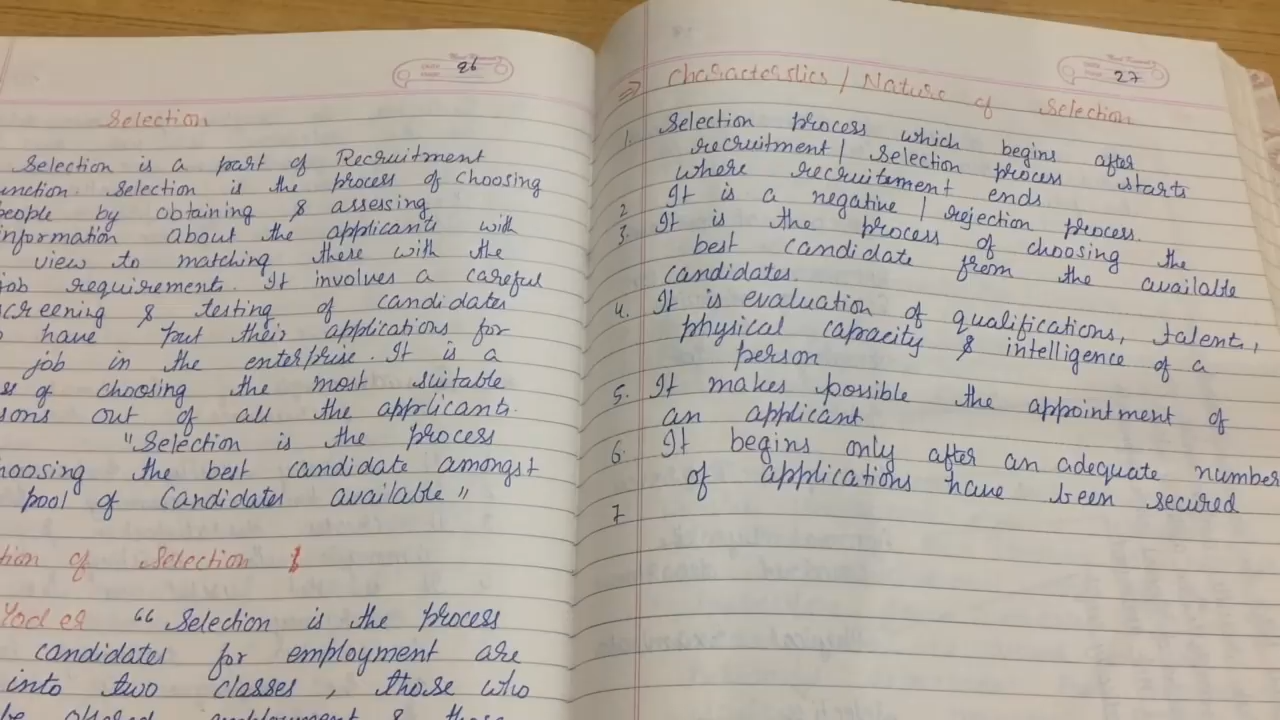 26
Selection
Selection is a part of Recruitment
unction. Selection is the process of choosing
people by obtaining & assessing
information about the applicants with
view to matching these with the
job requirements. It involves a careful
screening & testing of candidates
have put their applications for
job in the enterprise. It is a
ss of choosing the most suitable
sons out of all the applicants.
"Selection is the process
hoosing the best candidate amongst
pool of Candidates available"
tion of Selection
Yoder "Selection is the process
candidates for employment are
into two classes, those who
27
⇒ Characterstics / Nature of Selection
1. Selection process which begins after
recruitment / Selection process starts
where recruitement ends
2 It is a negative / rejection process.
3. It is the process of choosing the
best candidate from the available
candidates.
4. It is evaluation of qualifications, talents,
physical capacity & intelligence of a
person
5. It makes possible the appointment of
an applicant
6. It begins only after an adequate number
of applications have been secured
7